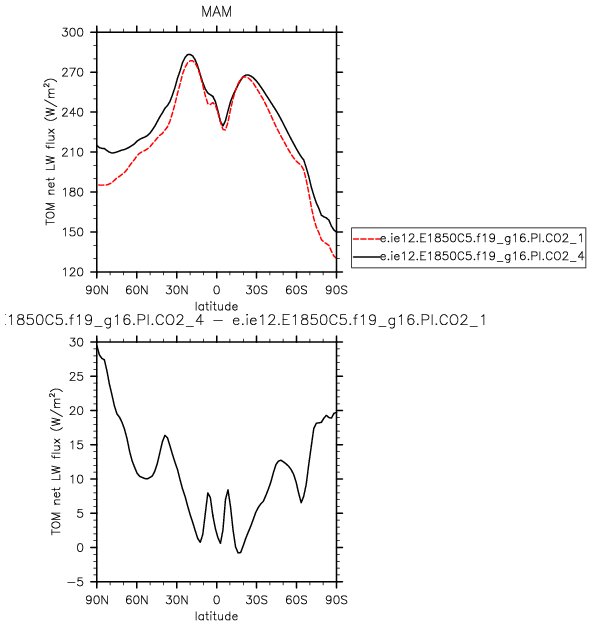 MAM
300
270
240
210
180
150
120
TOM net LW flux (W/m²)
90N 60N 30N 0 30S 60S 90S
latitude
e.ie12.E1850C5.f19_g16.PI.CO2_1
e.ie12.E1850C5.f19_g16.PI.CO2_4
:1850C5.f19_g16.PI.CO2_4 − e.ie12.E1850C5.f19_g16.PI.CO2_1
30
25
20
15
10
5
0
−5
TOM net LW flux (W/m²)
90N 60N 30N 0 30S 60S 90S
latitude